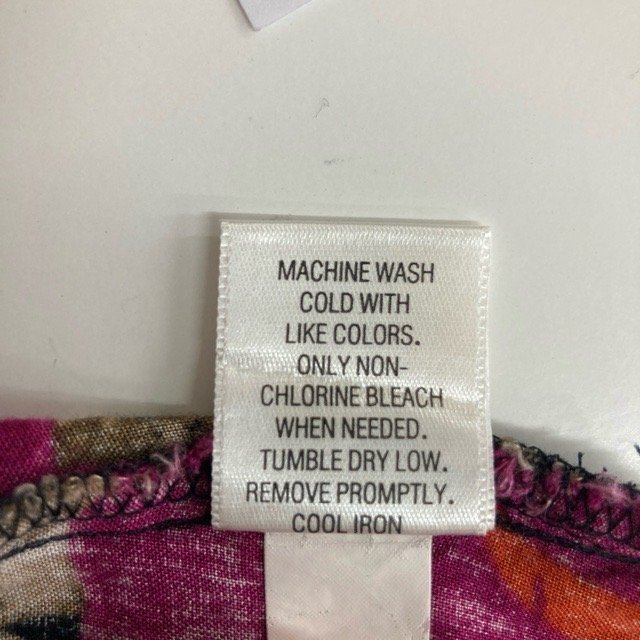 MACHINE WASH
COLD WITH
LIKE COLORS.
ONLY NON-
CHLORINE BLEACH
WHEN NEEDED.
TUMBLE DRY LOW.
REMOVE PROMPTLY.
COOL IRON